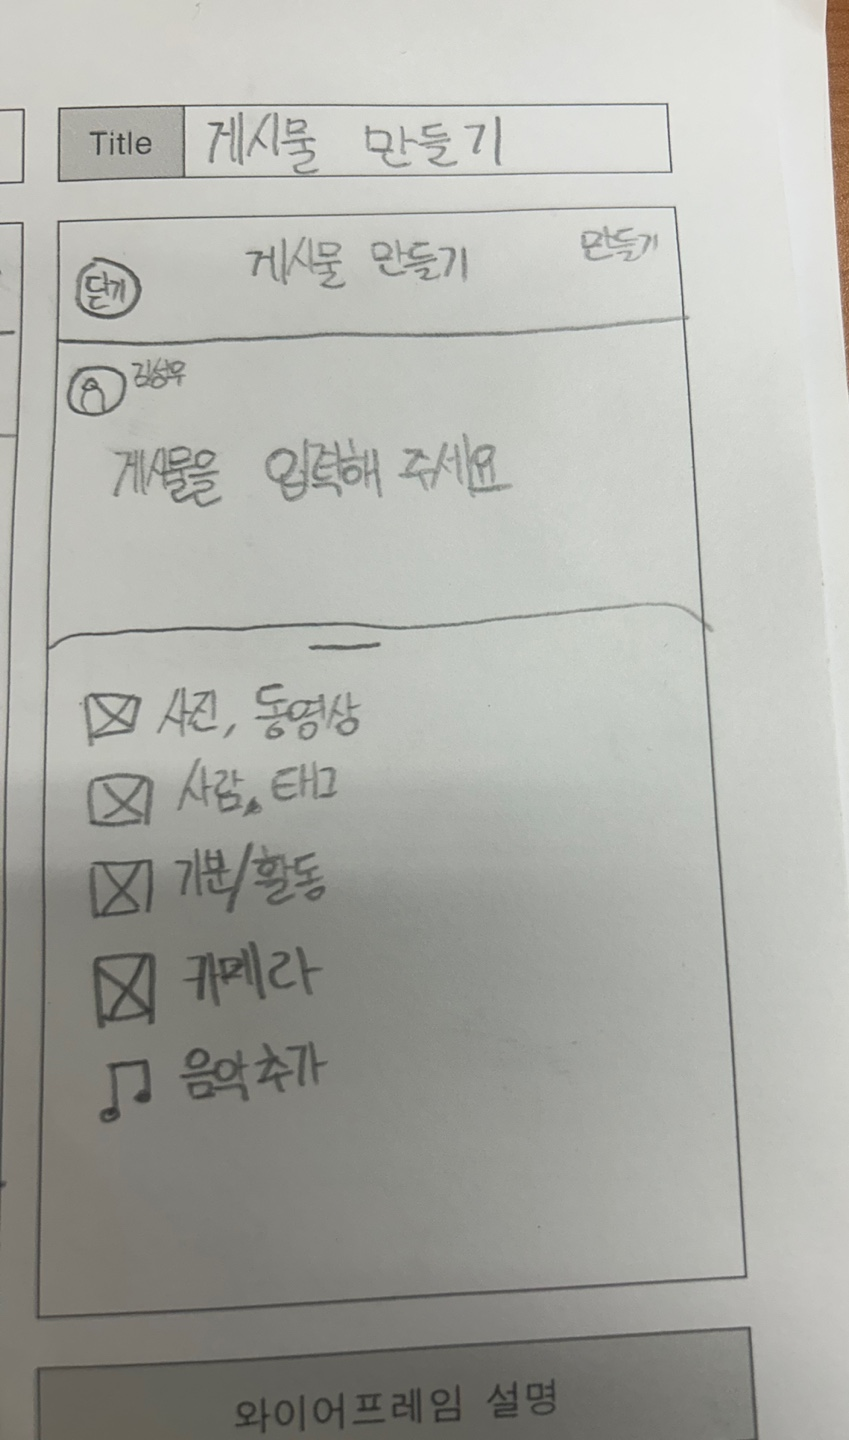 Title 게시물 만들기
닫기 게시물 만들기 만들기
김성우
게시물을 입력해 주세요
사진, 동영상
사람, 태그
기분/활동
카메라
음악추가
와이어프레임 설명